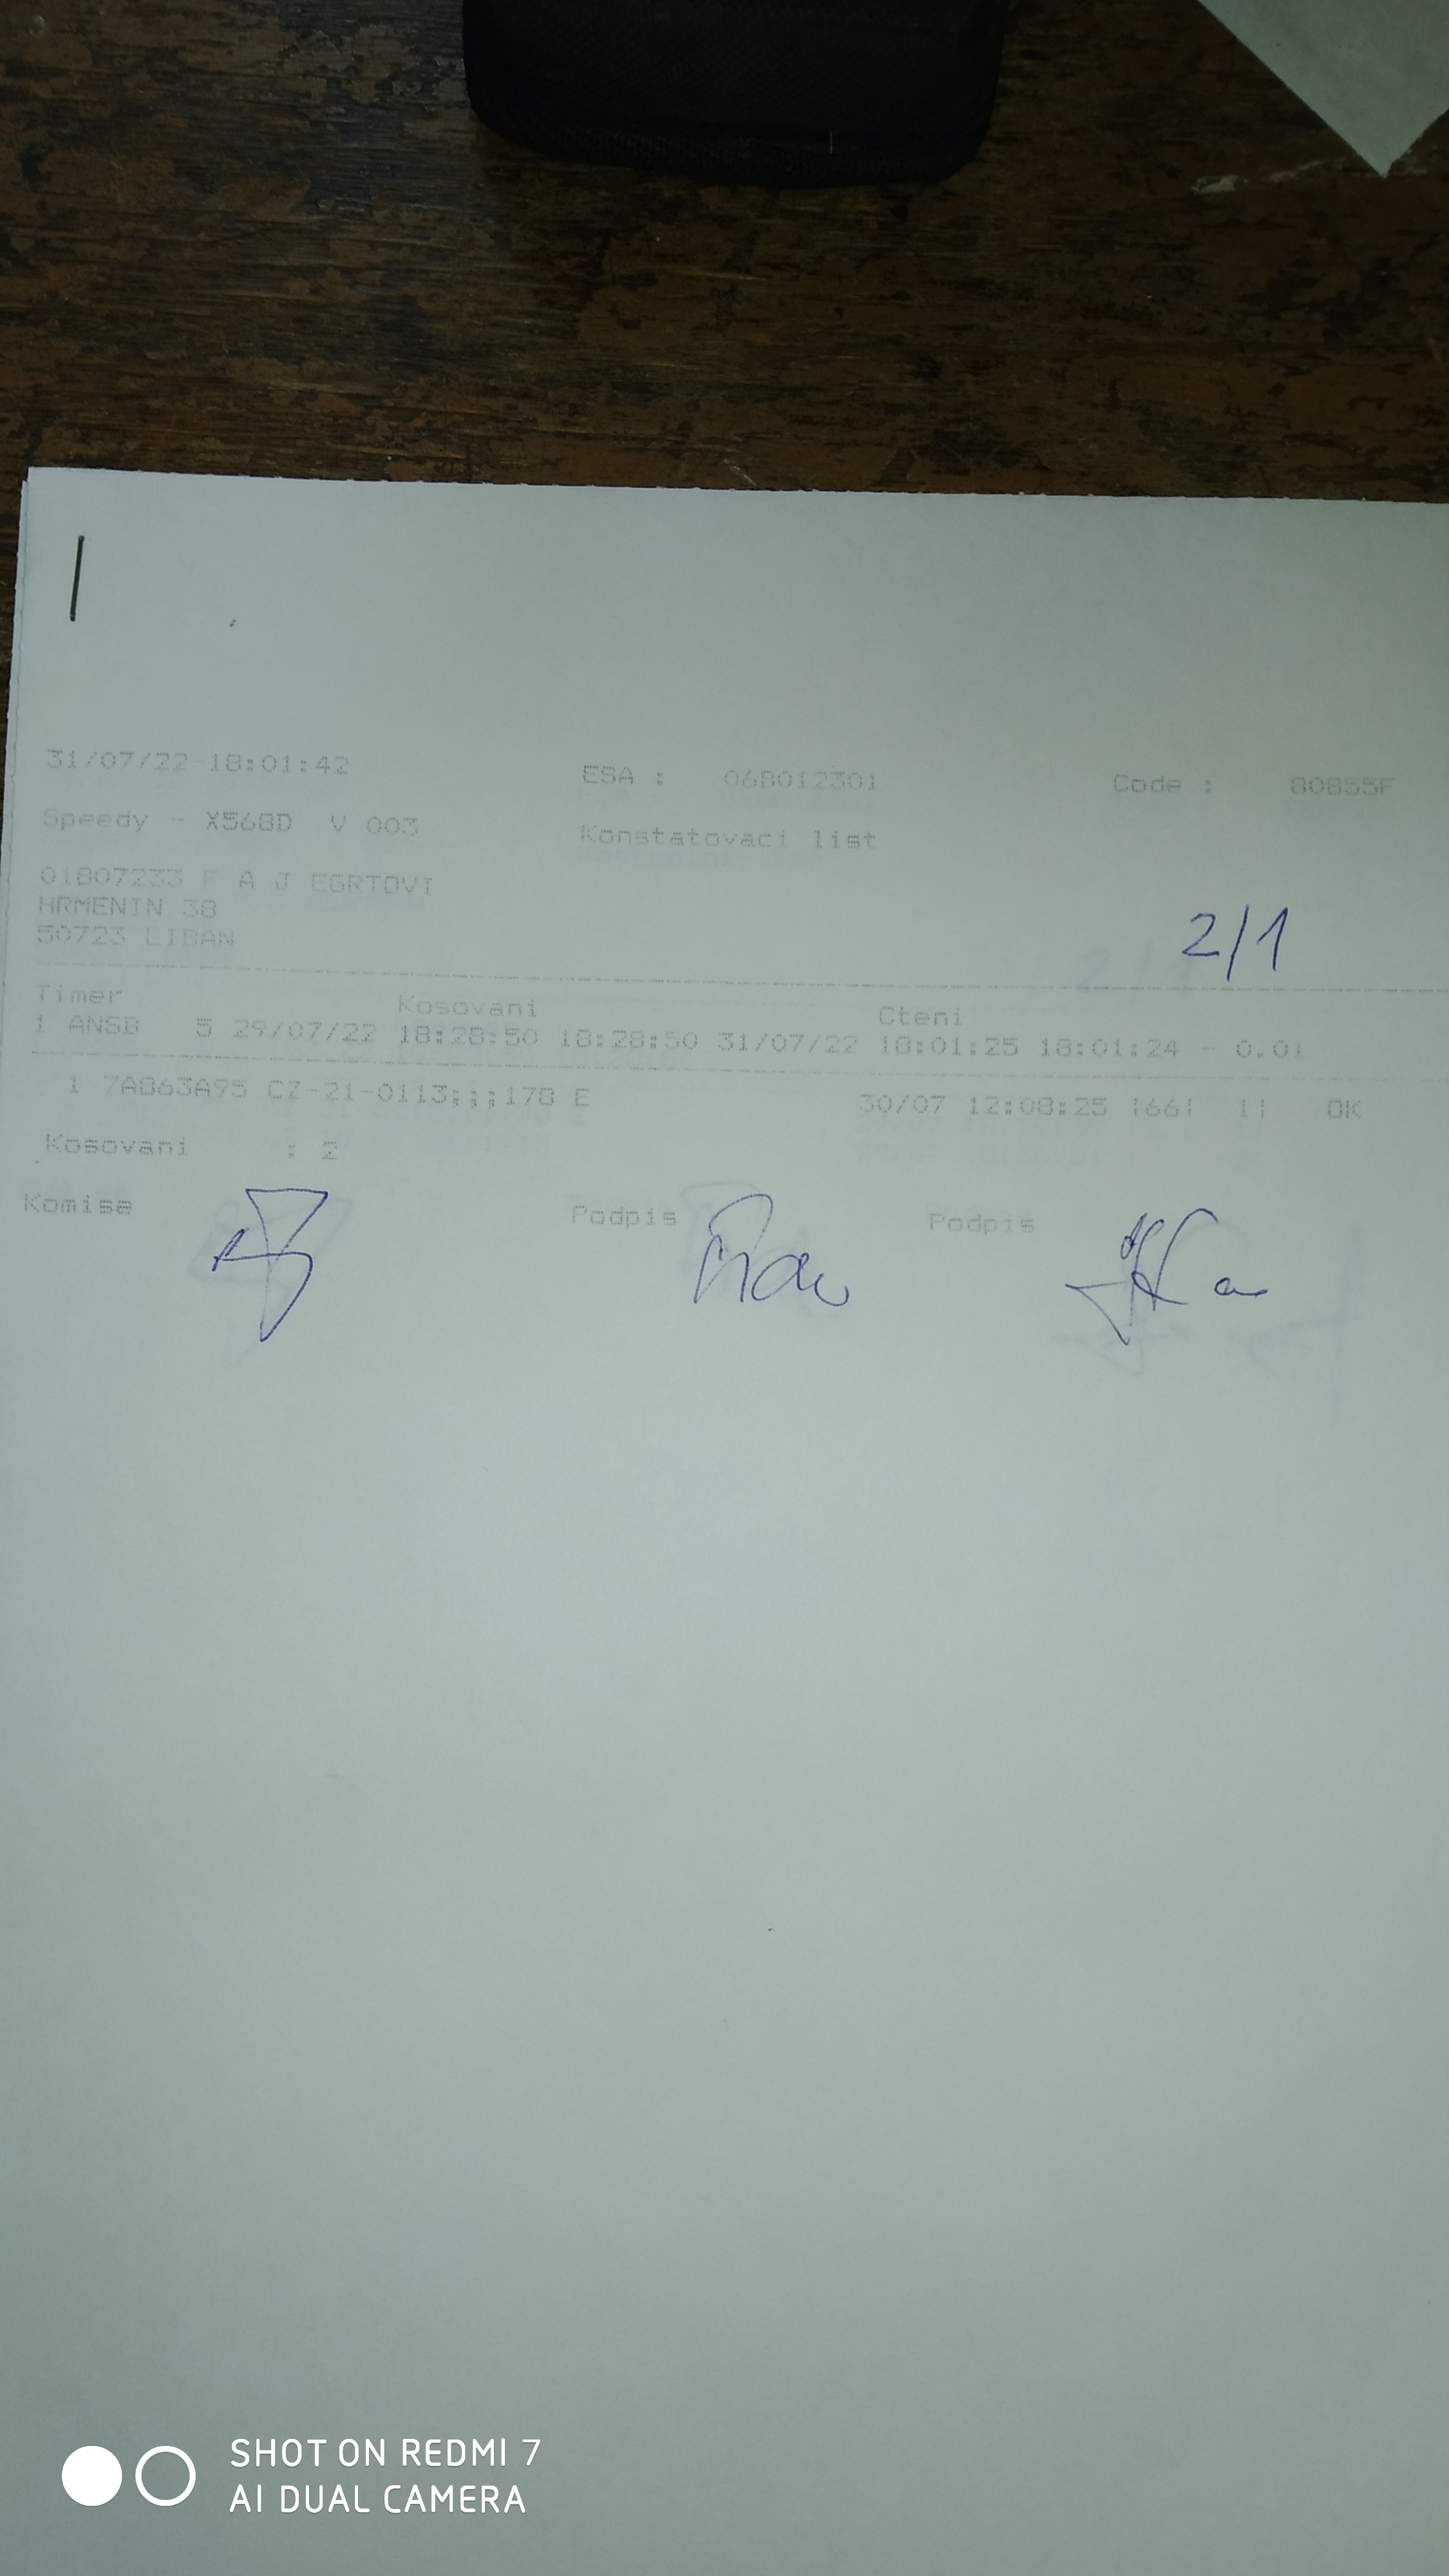 31/07/22-18:01:42 ESA : 06B012301 Code : 80855F
Speedy - X568D V 003 Konstatovaci list
01807233 F A J EGRTOVI
HRMENIN 38
50723 LIBAN
2/1
Timer Kosovani Cteni
1 ANSB 5 29/07/22 18:28:50 18:28:50 31/07/22 18:01:25 18:01:24 - 0.01
1 7A863A95 CZ-21-0113;;;178 E 30/07 12:08:25 |66| 1| OK
Kosovani : 2
Komise Podpis Podpis
SHOT ON REDMI 7
AI DUAL CAMERA